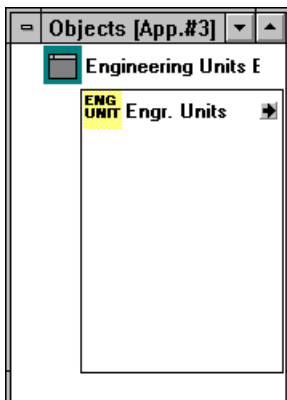 Objects [App.#3]
Engineering Units E
ENG
UNIT Engr. Units